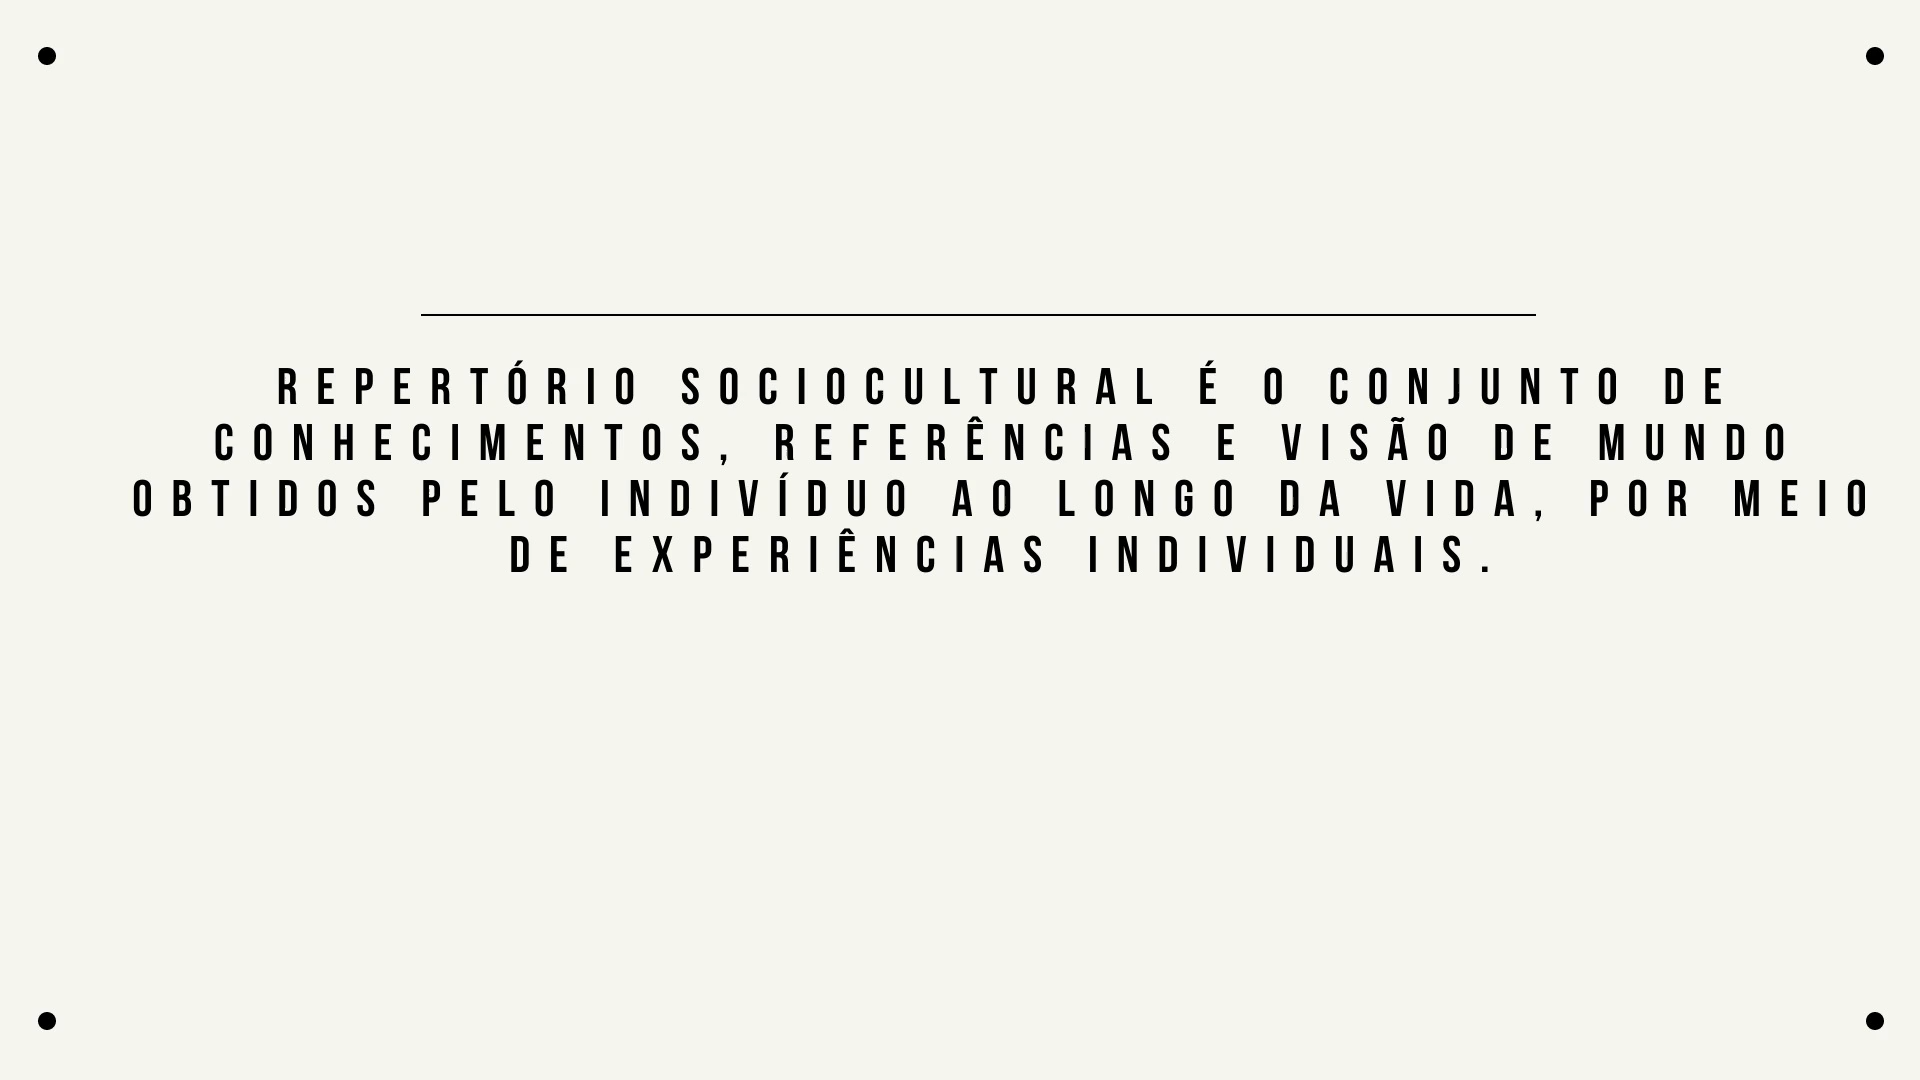 REPERTÓRIO SOCIOCULTURAL É O CONJUNTO DE
CONHECIMENTOS, REFERÊNCIAS E VISÃO DE MUNDO
OBTIDOS PELO INDIVÍDUO AO LONGO DA VIDA, POR MEIO
DE EXPERIÊNCIAS INDIVIDUAIS.